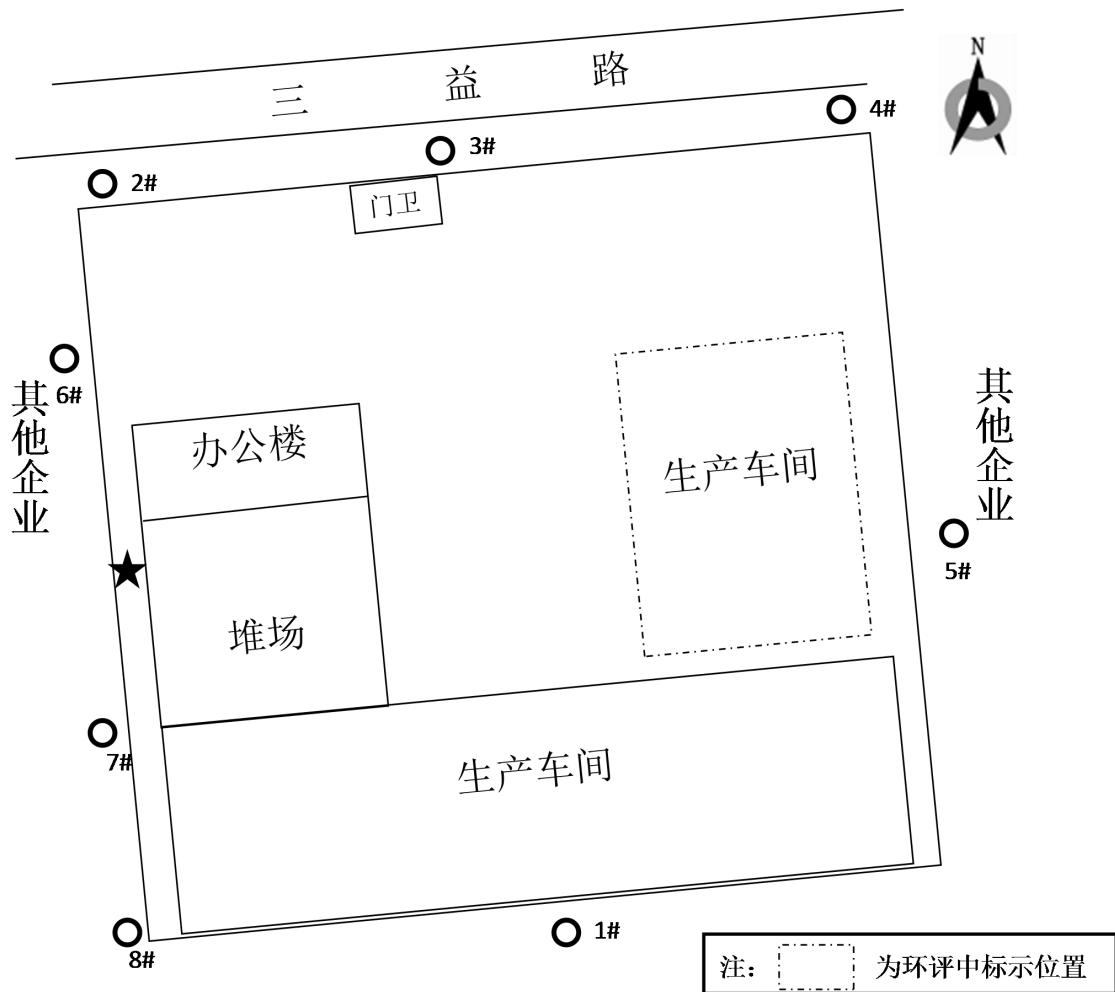 N
三益路
4#
3#
2#
门卫
6#
其他企业
其他企业
办公楼
生产车间
5#
堆场
7#
生产车间
8#
1#
注：
为环评中标示位置